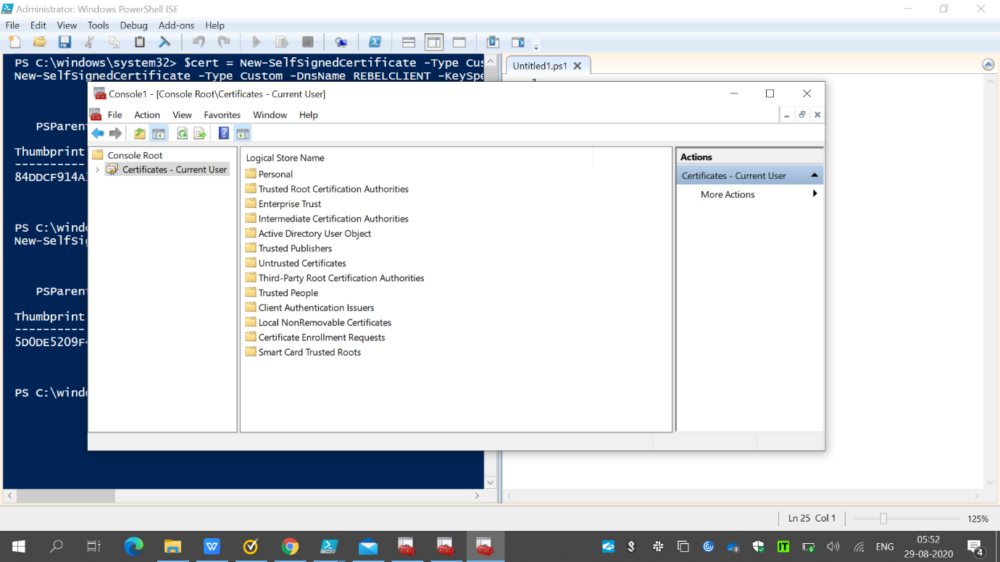 Administrator: Windows PowerShell ISE
File Edit View Tools Debug Add-ons Help
PS C:\windows\system32> $cert = New-SelfSignedCertificate -Type Cus
New-SelfSignedCertificate -Type Custom -DnsName REBELCLIENT -KeySpe
Untitled1.ps1
1
Console1 - [Console Root\Certificates - Current User]
File Action View Favorites Window Help
PSParen
Thumbprint
----------
84DDCF914A
PS C:\windo
New-SelfSig
PSParen
Thumbprint
----------
5D0DE5209F4
PS C:\windo
Console Root
Certificates - Current User
Logical Store Name
Personal
Trusted Root Certification Authorities
Enterprise Trust
Intermediate Certification Authorities
Active Directory User Object
Trusted Publishers
Untrusted Certificates
Third-Party Root Certification Authorities
Trusted People
Client Authentication Issuers
Local NonRemovable Certificates
Certificate Enrollment Requests
Smart Card Trusted Roots
Actions
Certificates - Current User
More Actions
Ln 25 Col 1
125%
ENG
05:52
29-08-2020
4